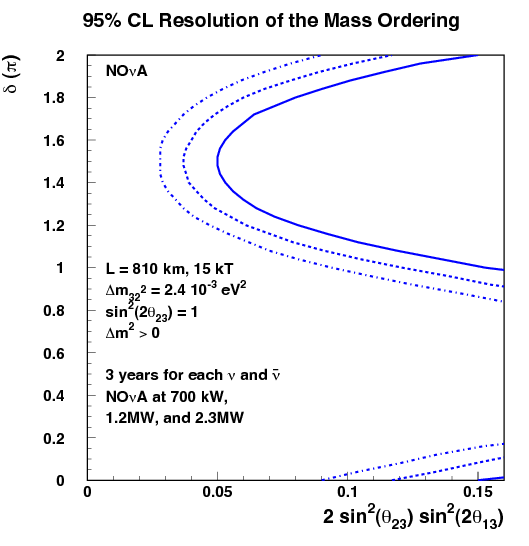 95% CL Resolution of the Mass Ordering
δ (π)
2
NOνA
1.8
1.6
1.4
1.2
1
L = 810 km, 15 kT
Δm₃₂² = 2.4 10⁻³ eV²
0.8
sin²(2θ₂₃) = 1
Δm² > 0
0.6
3 years for each ν and ν̄
0.4
NOνA at 700 kW,
1.2MW, and 2.3MW
0.2
0
0 0.05 0.1 0.15
2 sin²(θ₂₃) sin²(2θ₁₃)